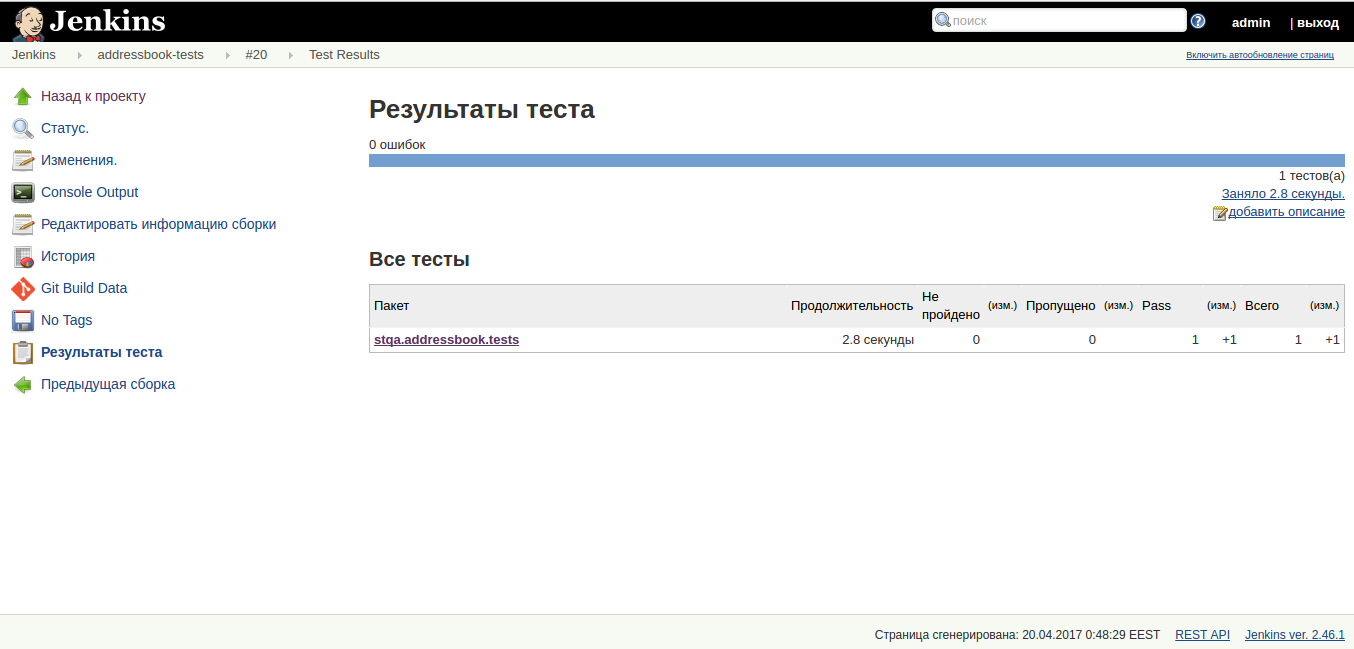 Jenkins
поиск
admin
| выход
Jenkins
addressbook-tests
#20
Test Results
Включить автообновление страниц
Назад к проекту
Статус.
Изменения.
Console Output
Редактировать информацию сборки
История
Git Build Data
No Tags
Результаты теста
Предыдущая сборка
Результаты теста
0 ошибок
1 тестов(а)
Заняло 2.8 секунды.
добавить описание
Все тесты
Пакет Продолжительность Не пройдено (изм.) Пропущено (изм.) Pass (изм.) Всего (изм.)
stqa.addressbook.tests 2.8 секунды 0 0 1 +1 1 +1
Страница сгенерирована: 20.04.2017 0:48:29 EEST REST API Jenkins ver. 2.46.1